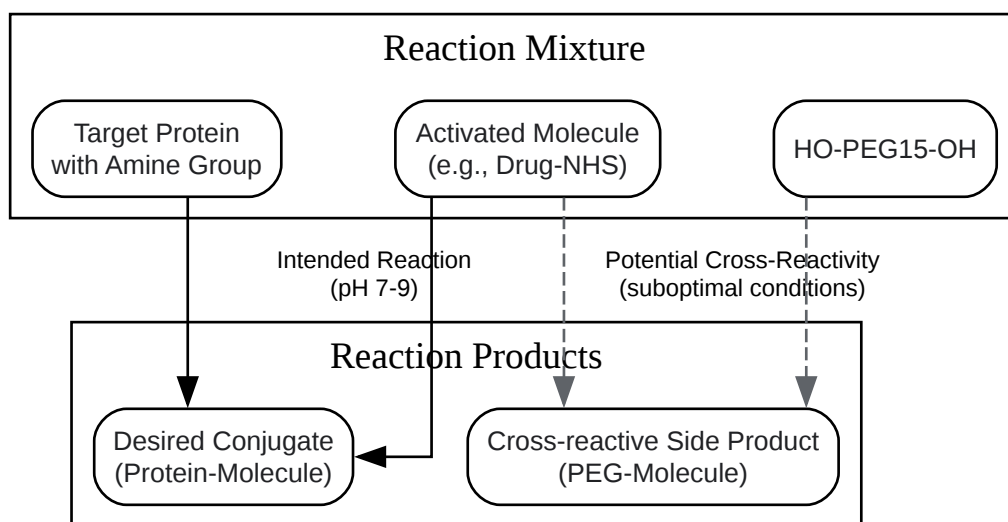 Reaction Mixture
Target Protein
with Amine Group
Activated Molecule
(e.g., Drug-NHS)
HO-PEG15-OH
Intended Reaction
(pH 7-9)
Potential Cross-Reactivity
(suboptimal conditions)
Reaction Products
Desired Conjugate
(Protein-Molecule)
Cross-reactive Side Product
(PEG-Molecule)